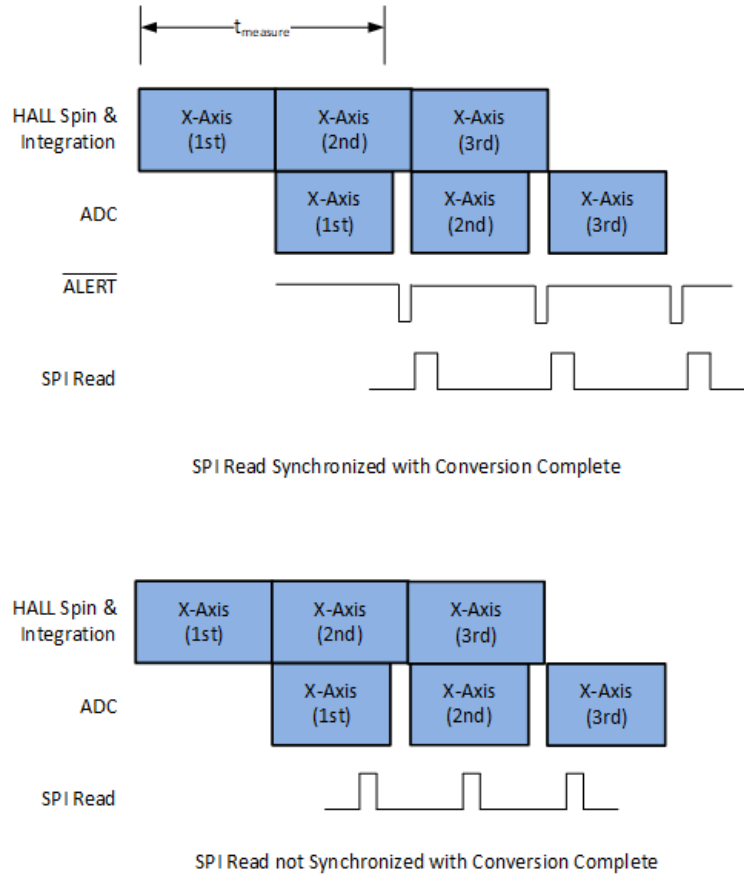 tmeasure
HALL Spin &
Integration
X-Axis
(1st)
X-Axis
(2nd)
X-Axis
(3rd)
ADC
X-Axis
(1st)
X-Axis
(2nd)
X-Axis
(3rd)
ALERT
SPI Read
SPI Read Synchronized with Conversion Complete
HALL Spin &
Integration
X-Axis
(1st)
X-Axis
(2nd)
X-Axis
(3rd)
ADC
X-Axis
(1st)
X-Axis
(2nd)
X-Axis
(3rd)
SPI Read
SPI Read not Synchronized with Conversion Complete